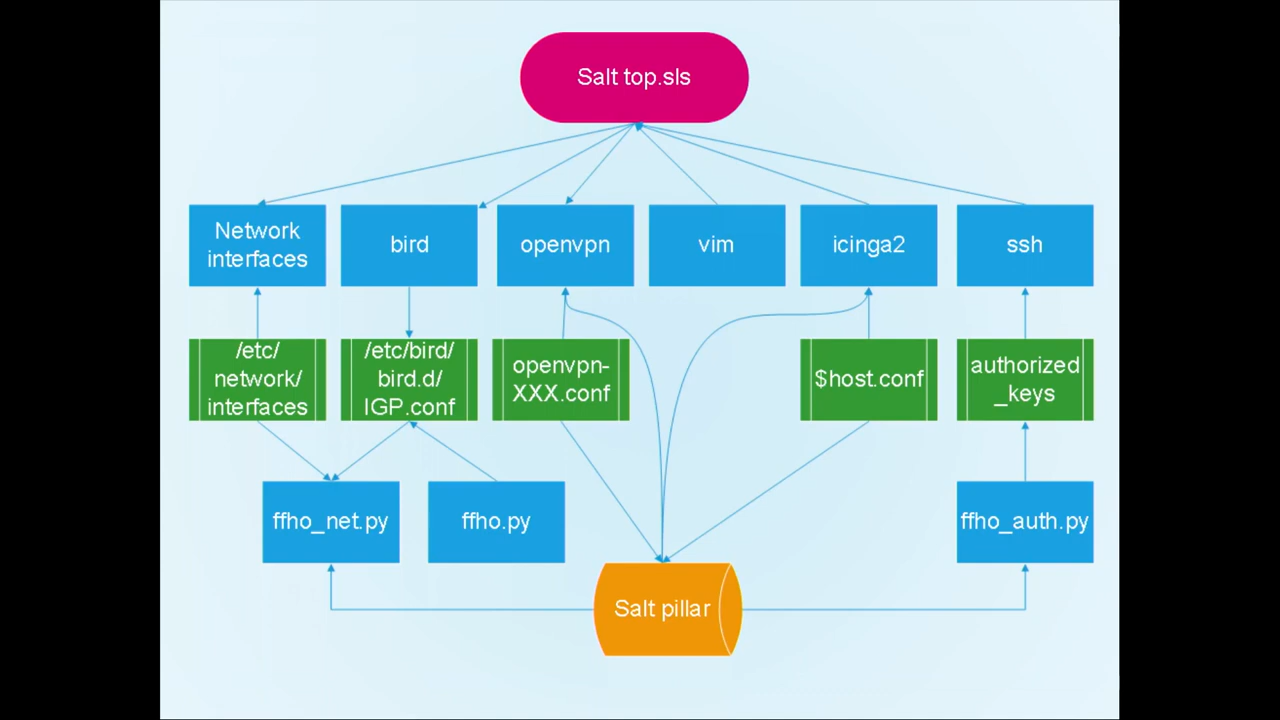 Salt top.sls
Network
interfaces
bird
openvpn
vim
icinga2
ssh
/etc/
network/
interfaces
/etc/bird/
bird.d/
IGP.conf
openvpn-
XXX.conf
$host.conf
authorized
_keys
ffho_net.py
ffho.py
ffho_auth.py
Salt pillar